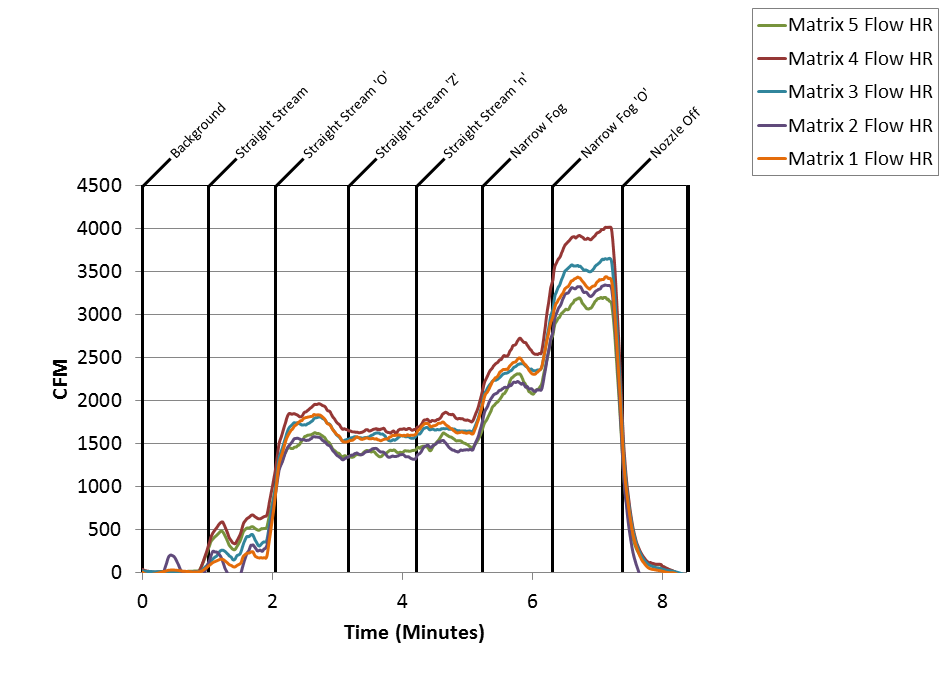 Matrix 5 Flow HR
Matrix 4 Flow HR
Matrix 3 Flow HR
Matrix 2 Flow HR
Matrix 1 Flow HR
Background
Straight Stream
Straight Stream 'O'
Straight Stream 'Z'
Straight Stream 'n'
Narrow Fog
Narrow Fog 'O'
Nozzle Off
4500
4000
3500
3000
2500
2000
1500
1000
500
0
CFM
0 2 4 6 8
Time (Minutes)